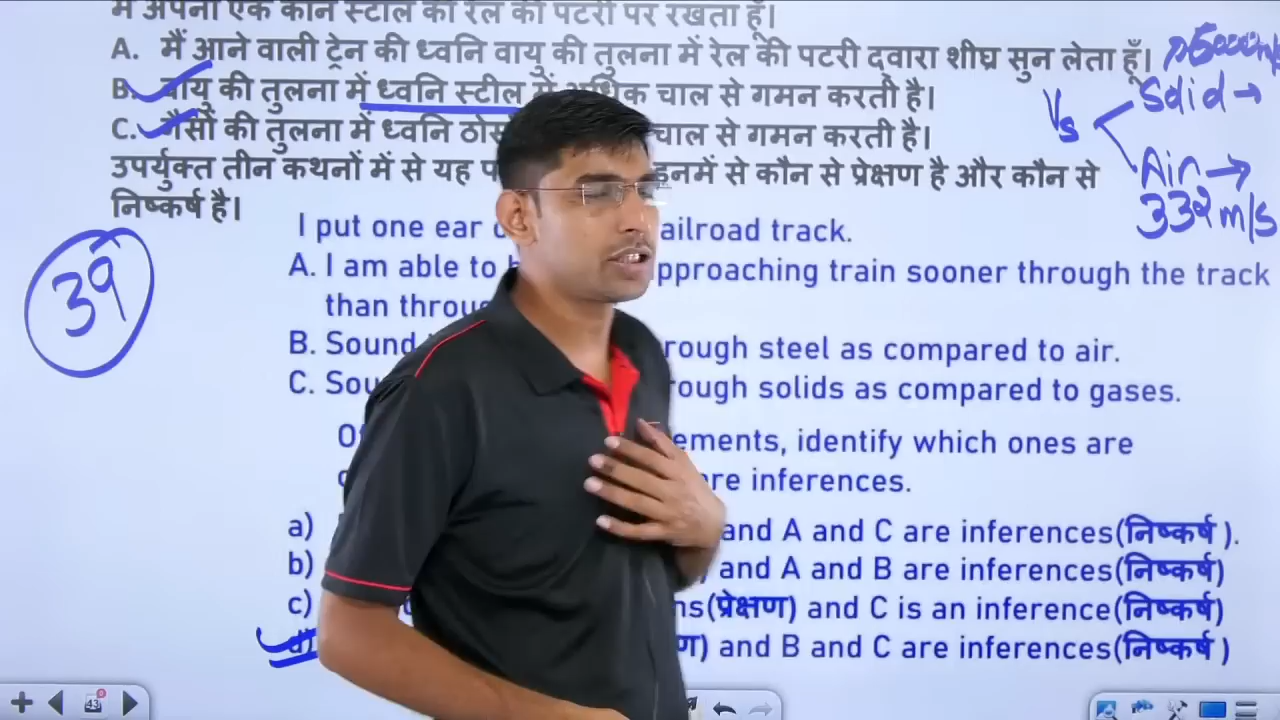 में अपना एक कान स्टील की रेल की पटरी पर रखता हूँ।
A. मैं आने वाली ट्रेन की ध्वनि वायु की तुलना में रेल की पटरी द्वारा शीघ्र सुन लेता हूँ।
B. वायु की तुलना में ध्वनि स्टील में अधिक चाल से गमन करती है।
C. गैसों की तुलना में ध्वनि ठोस चाल से गमन करती है।
उपर्युक्त तीन कथनों में से यह इनमें से कौन से प्रेक्षण है और कौन से
निष्कर्ष है।
Vs
Solid →
Air →
332 m/s
39
I put one ear ailroad track.
A. I am able to pproaching train sooner through the track
than
B. Sound rough steel as compared to air.
C. rough solids as compared to gases.
ements, identify which ones are
are inferences.
a) and A and C are inferences(निष्कर्ष ).
b) and A and B are inferences(निष्कर्ष)
c) ns(प्रेक्षण) and C is an inference(निष्कर्ष)
d) and B and C are inferences(निष्कर्ष )
43